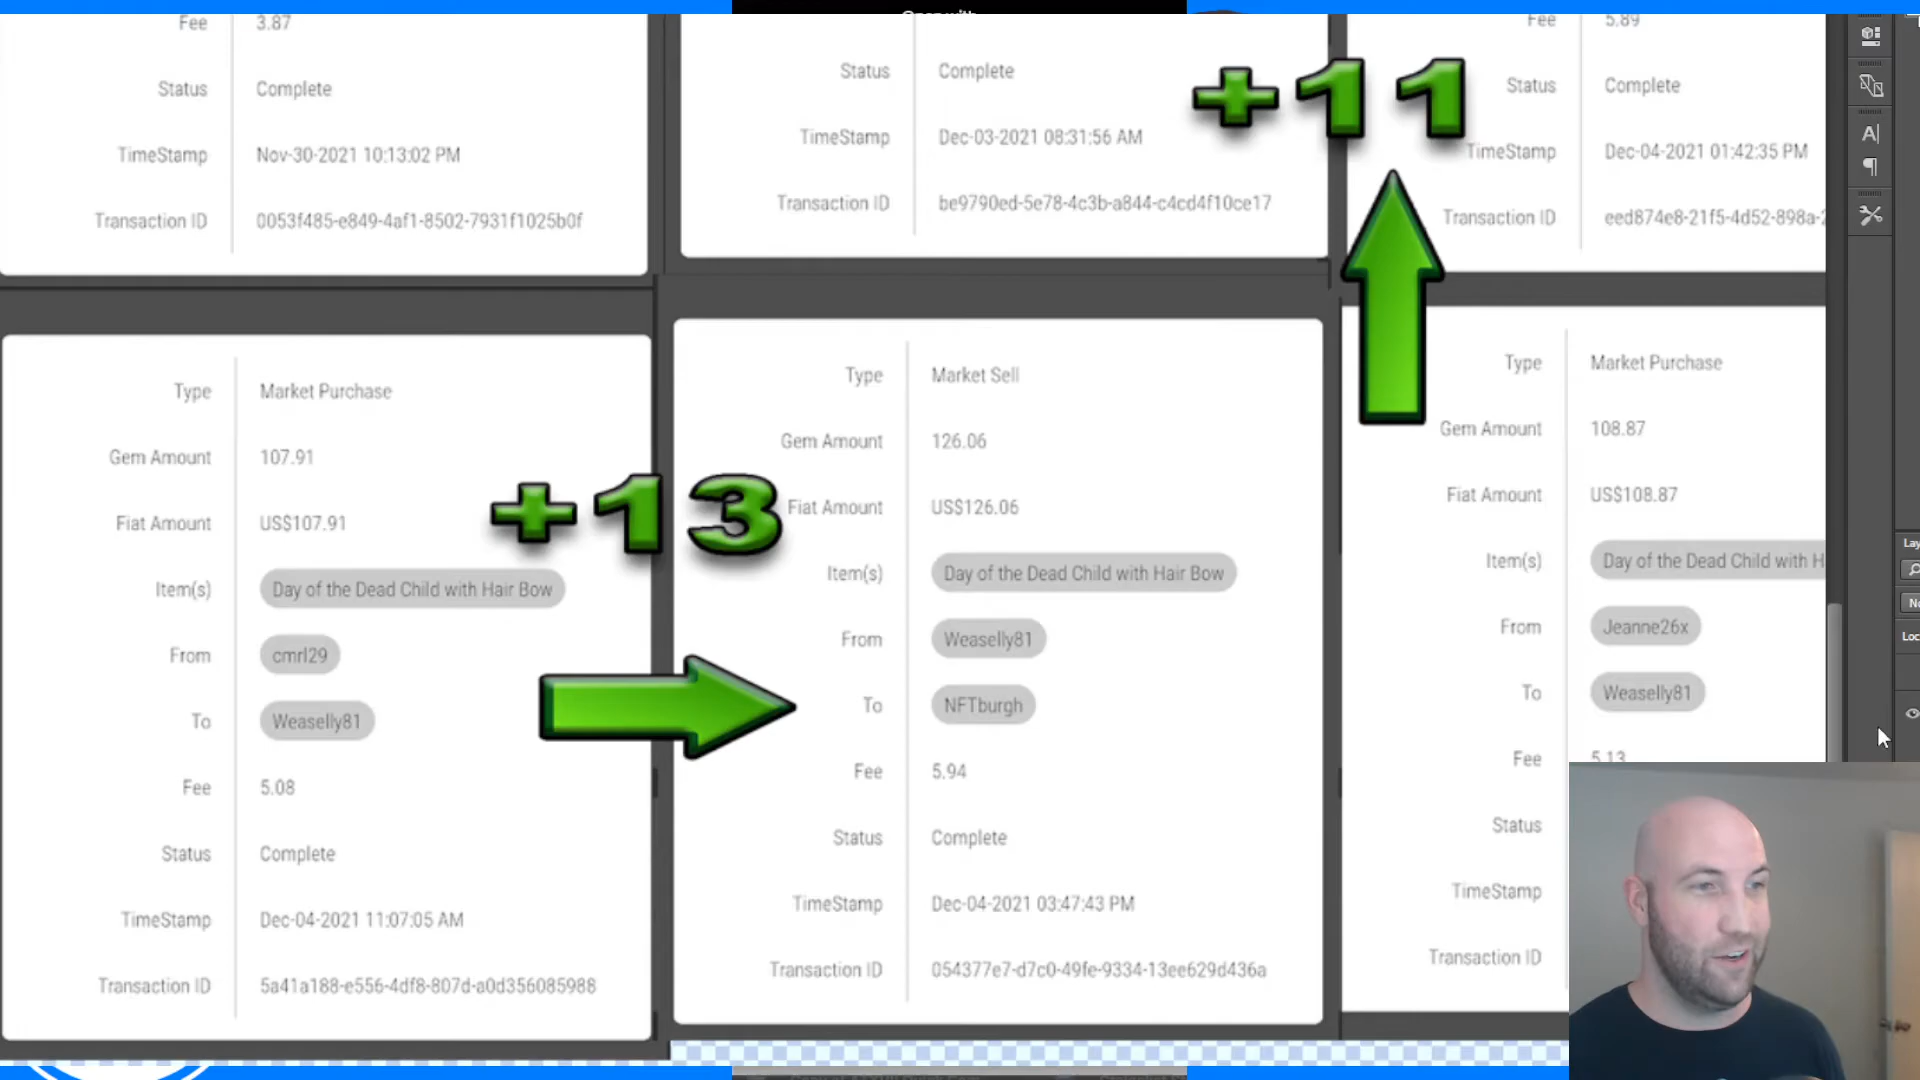 Fee 3.87
Status Complete
TimeStamp Nov-30-2021 10:13:02 PM
Transaction ID 0053f485-e849-4af1-8502-7931f1025b0f
Status Complete
TimeStamp Dec-03-2021 08:31:56 AM
Transaction ID be9790ed-5e78-4c3b-a844-c4cd4f10ce17
+11
Fee 5.89
Status Complete
TimeStamp Dec-04-2021 01:42:35 PM
Transaction ID eed874e8-21f5-4d52-898a-
Type Market Purchase
Gem Amount 107.91
Fiat Amount US$107.91
Item(s) Day of the Dead Child with Hair Bow
From cmrl29
To Weaselly81
Fee 5.08
Status Complete
TimeStamp Dec-04-2021 11:07:05 AM
Transaction ID 5a41a188-e556-4df8-807d-a0d356085988
+13
Type Market Sell
Gem Amount 126.06
Fiat Amount US$126.06
Item(s) Day of the Dead Child with Hair Bow
From Weaselly81
To NFTburgh
Fee 5.94
Status Complete
TimeStamp Dec-04-2021 03:47:43 PM
Transaction ID 054377e7-d7c0-49fe-9334-13ee629d436a
Type Market Purchase
Gem Amount 108.87
Fiat Amount US$108.87
Item(s) Day of the Dead Child with H
From Jeanne26x
To Weaselly81
Fee 5.13
Status
TimeStamp
Transaction ID
Lay
No
Loc